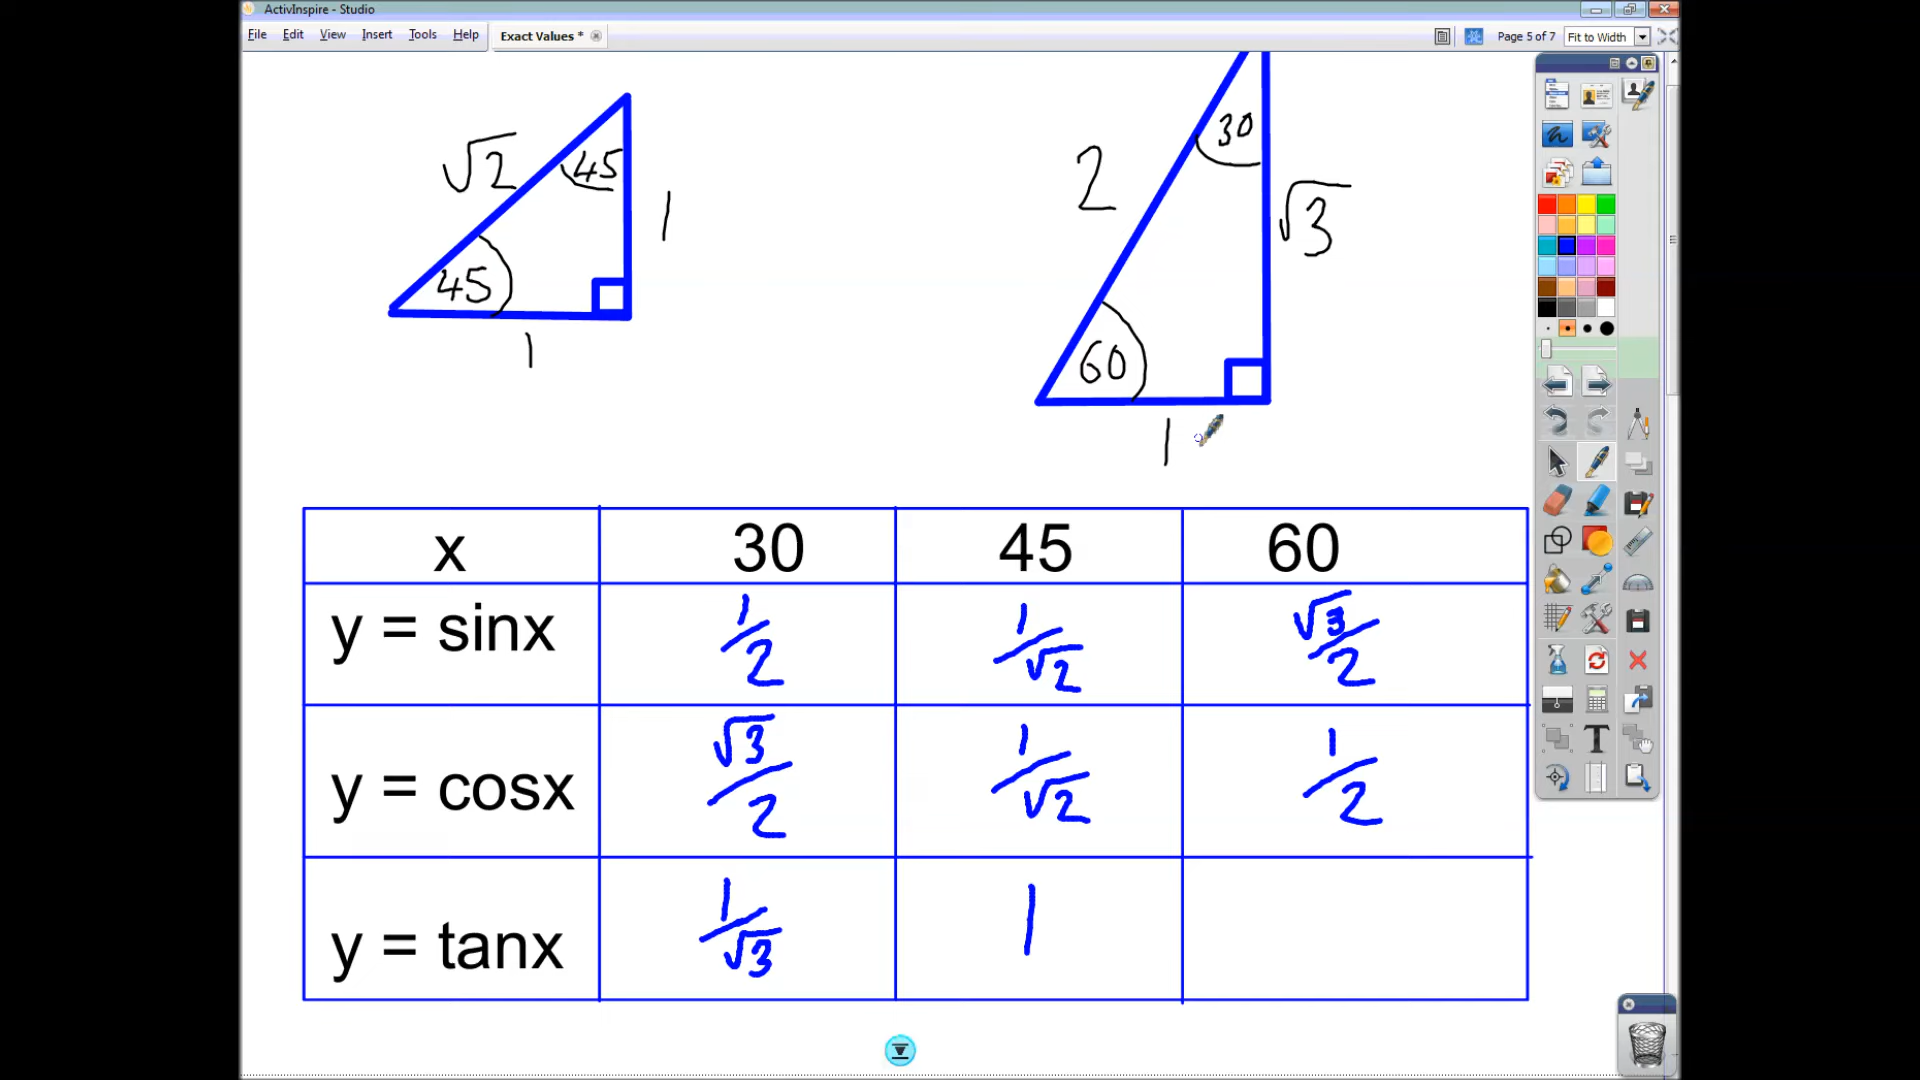 ActivInspire - Studio
File Edit View Insert Tools Help
Exact Values *
Page 5 of 7
Fit to Width
√2
45
45
1
1
2
30
√3
60
1
x 30 45 60
y = sinx 1/2 1/√2 √3/2
y = cosx √3/2 1/√2 1/2
y = tanx 1/√3 1